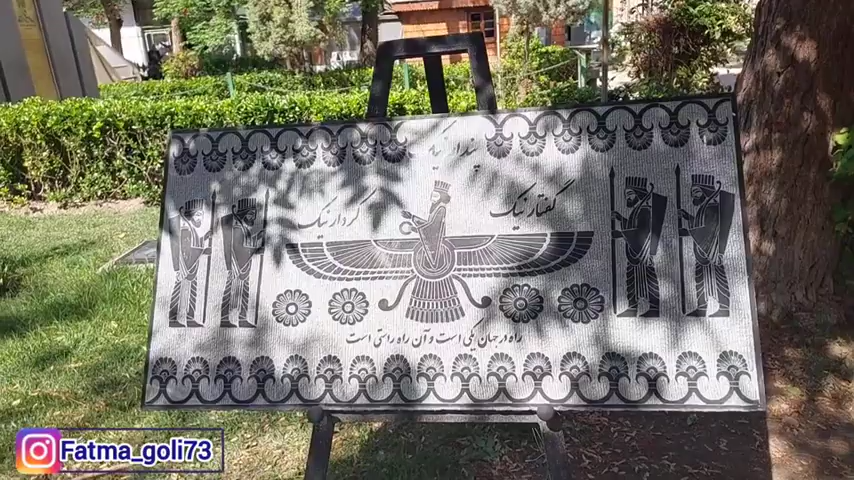 پندار نیک
گفتار نیک
کردار نیک
راه در جهان یکی است و آن راه راستی است
Fatma_goli73